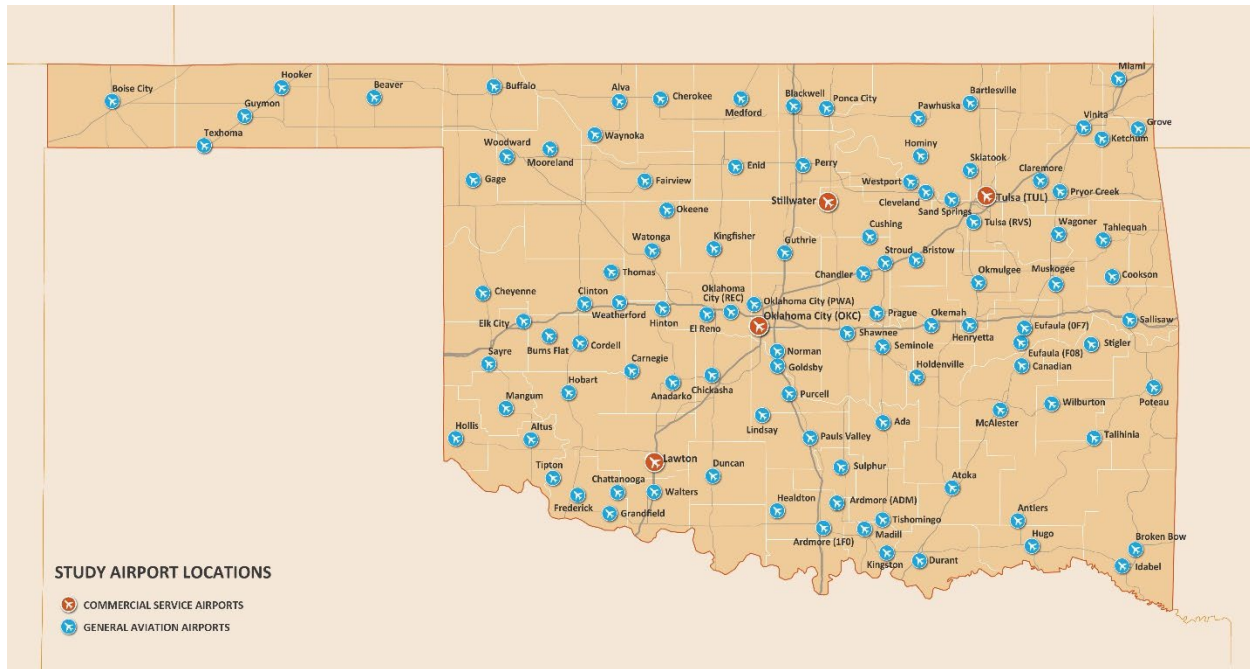 Miami
Hooker
Boise City
Beaver
Buffalo
Alva
Cherokee
Medford
Blackwell
Ponca City
Bartlesville
Pawhuska
Guymon
Vinita
Grove
Ketchum
Texhoma
Waynoka
Woodward
Mooreland
Hominy
Skiatook
Enid
Perry
Claremore
Gage
Fairview
Westport
Cleveland
Sand Springs
Tulsa (TUL)
Pryor Creek
Stillwater
Okeene
Tulsa (RVS)
Cushing
Wagoner
Tahlequah
Watonga
Kingfisher
Guthrie
Stroud
Bristow
Chandler
Thomas
Okmulgee
Muskogee
Cookson
Cheyenne
Clinton
Oklahoma
City (REC)
Oklahoma City (PWA)
Weatherford
Hinton
El Reno
Oklahoma City (OKC)
Prague
Okemah
Sallisaw
Elk City
Shawnee
Henryetta
Eufaula (0F7)
Burns Flat
Cordell
Seminole
Eufaula (F08)
Stigler
Norman
Sayre
Goldsby
Canadian
Carnegie
Holdenville
Hobart
Anadarko
Chickasha
Purcell
Poteau
Mangum
Wilburton
Lindsay
McAlester
Ada
Hollis
Altus
Pauls Valley
Talihinia
Lawton
Tipton
Duncan
Sulphur
Chattanooga
Walters
Atoka
Frederick
Grandfield
Healdton
Ardmore (ADM)
Antlers
Tishomingo
Madill
Ardmore (1F0)
Hugo
Broken Bow
Kingston
Durant
Idabel
STUDY AIRPORT LOCATIONS
COMMERCIAL SERVICE AIRPORTS
GENERAL AVIATION AIRPORTS